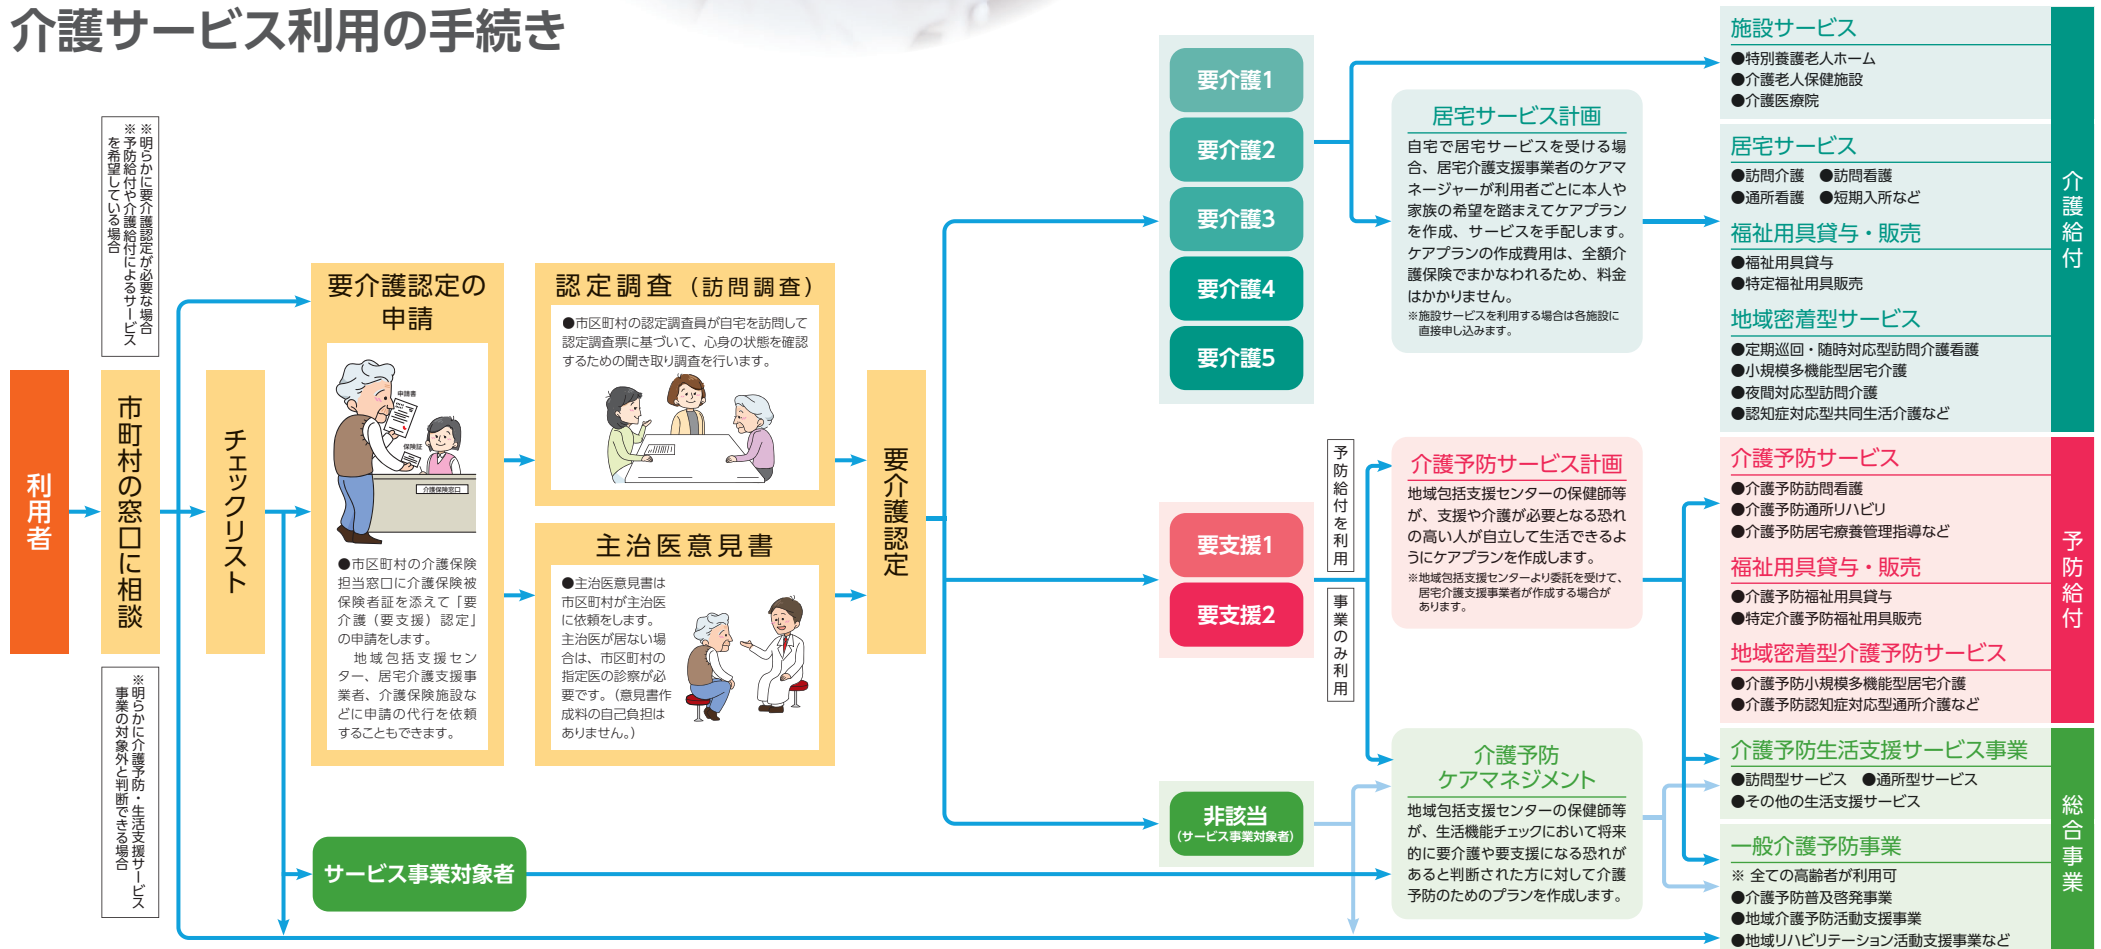 介護サービス利用の手続き
利用者
※明らかに要介護認定が必要な場合
※予防給付や介護給付によるサービス
を希望している場合
市町村の窓口に相談
※明らかに介護予防・生活支援サービス
事業の対象外と判断できる場合
チェックリスト
要介護認定の
申請
申請書
保険証
介護保険窓口
●市区町村の介護保険
担当窓口に介護保険被
保険者証を添えて「要
介護（要支援）認定」
の申請をします。
地域包括支援セン
ター、居宅介護支援事
業者、介護保険施設な
どに申請の代行を依頼
することもできます。
サービス事業対象者
認定調査（訪問調査）
●市区町村の認定調査員が自宅を訪問して
認定調査票に基づいて、心身の状態を確認
するための聞き取り調査を行います。
主治医意見書
●主治医意見書は
市区町村が主治医
に依頼をします。
主治医が居ない場
合は、市区町村の
指定医の診察が必
要です。（意見書作
成料の自己負担は
ありません。）
要介護認定
要介護1
要介護2
要介護3
要介護4
要介護5
要支援1
要支援2
非該当
（サービス事業対象者）
予防給付を利用
事業のみ利用
居宅サービス計画
自宅で居宅サービスを受ける場
合、居宅介護支援事業者のケアマ
ネージャーが利用者ごとに本人や
家族の希望を踏まえてケアプラン
を作成、サービスを手配します。
ケアプランの作成費用は、全額介
護保険でまかなわれるため、料金
はかかりません。
※施設サービスを利用する場合は各施設に
直接申し込みます。
介護予防サービス計画
地域包括支援センターの保健師等
が、支援や介護が必要となる恐れ
の高い人が自立して生活できるよ
うにケアプランを作成します。
※地域包括支援センターより委託を受けて、
居宅介護支援事業者が作成する場合が
あります。
介護予防
ケアマネジメント
地域包括支援センターの保健師等
が、生活機能チェックにおいて将来
的に要介護や要支援になる恐れが
あると判断された方に対して介護
予防のためのプランを作成します。
施設サービス
●特別養護老人ホーム
●介護老人保健施設
●介護医療院
居宅サービス
●訪問介護　●訪問看護
●通所看護　●短期入所など
福祉用具貸与・販売
●福祉用具貸与
●特定福祉用具販売
地域密着型サービス
●定期巡回・随時対応型訪問介護看護
●小規模多機能型居宅介護
●夜間対応型訪問介護
●認知症対応型共同生活介護など
介護給付
介護予防サービス
●介護予防訪問看護
●介護予防通所リハビリ
●介護予防居宅療養管理指導など
福祉用具貸与・販売
●介護予防福祉用具貸与
●特定介護予防福祉用具販売
地域密着型介護予防サービス
●介護予防小規模多機能型居宅介護
●介護予防認知症対応型通所介護など
予防給付
介護予防生活支援サービス事業
●訪問型サービス　●通所型サービス
●その他の生活支援サービス
一般介護予防事業
※ 全ての高齢者が利用可
●介護予防普及啓発事業
●地域介護予防活動支援事業
●地域リハビリテーション活動支援事業など
総合事業